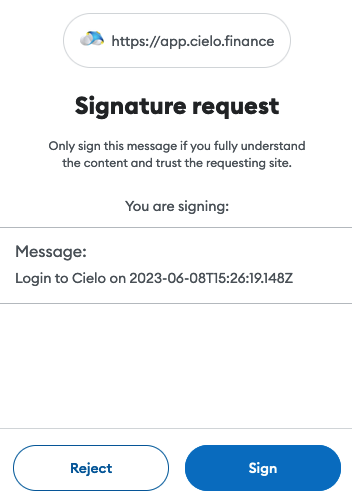 https://app.cielo.finance
Signature request
Only sign this message if you fully understand
the content and trust the requesting site.
You are signing:
Message:
Login to Cielo on 2023-06-08T15:26:19.148Z
Reject
Sign